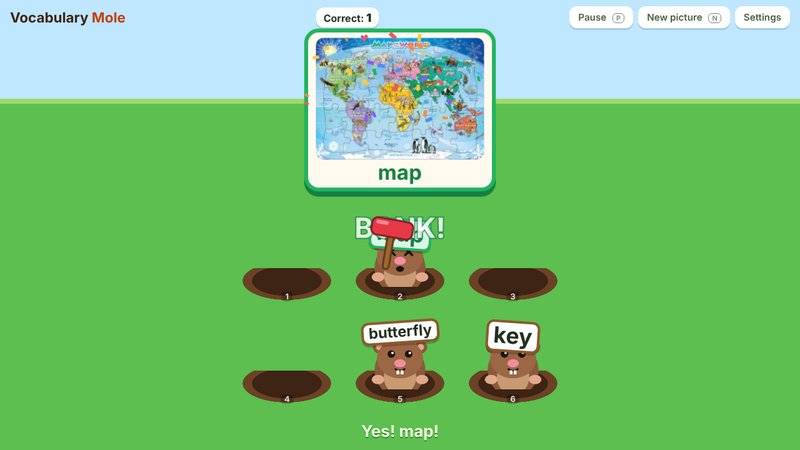 Vocabulary Mole
Correct: 1
Pause P
New picture N
Settings
map
1
2
3
butterfly
key
4
5
6
Yes! map!